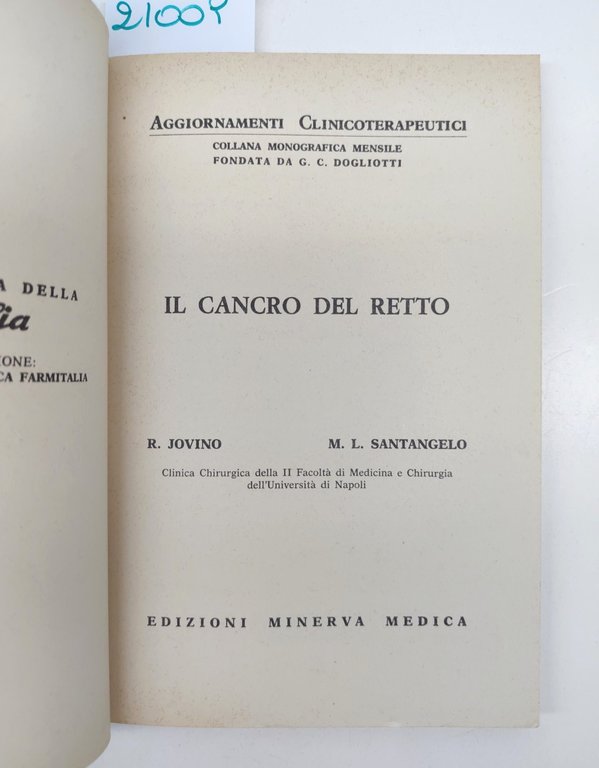 21009
AGGIORNAMENTI CLINICOTERAPEUTICI
COLLANA MONOGRAFICA MENSILE
FONDATA DA G. C. DOGLIOTTI
A DELLA
lia
IONE:
CA FARMITALIA
IL CANCRO DEL RETTO
R. JOVINO M. L. SANTANGELO
Clinica Chirurgica della II Facoltà di Medicina e Chirurgia
dell'Università di Napoli
EDIZIONI MINERVA MEDICA